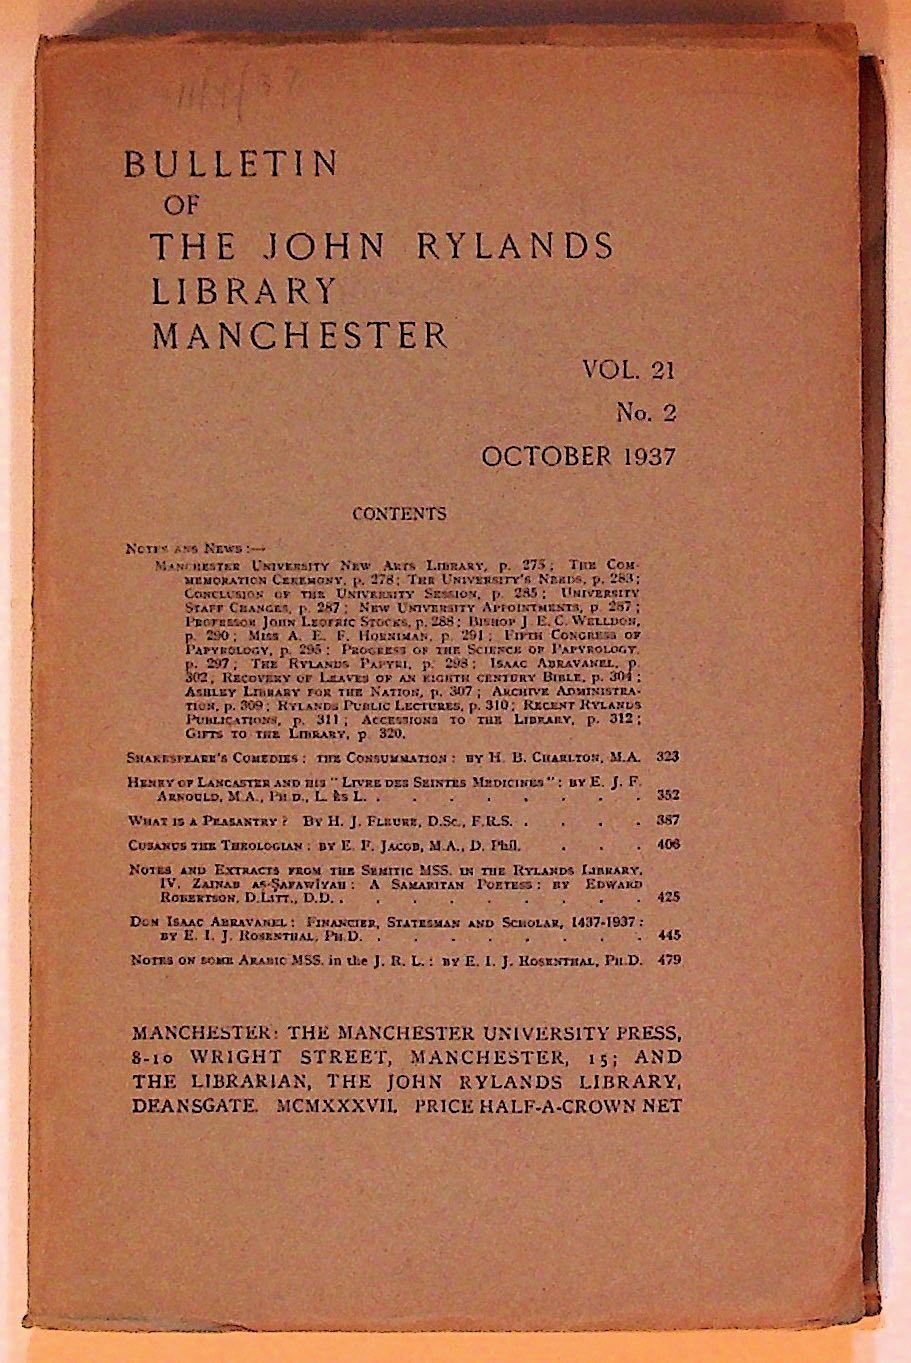 BULLETIN
OF
THE JOHN RYLANDS
LIBRARY
MANCHESTER
VOL. 21
No. 2
OCTOBER 1937
CONTENTS
NOTES AND NEWS :—
MANCHESTER UNIVERSITY NEW ARTS LIBRARY, p. 275 ; THE COM-
MEMORATION CEREMONY, p. 278 ; THE UNIVERSITY'S NEEDS, p. 283 ;
CONCLUSION OF THE UNIVERSITY SESSION, p. 285 ; UNIVERSITY
STAFF CHANGES, p. 287 ; NEW UNIVERSITY APPOINTMENTS, p 287 ;
PROFESSOR JOHN LEOFRIC STOCKS, p. 288 ; BISHOP J. E. C. WELLDON,
p. 290 ; MISS A. E. F. HORNIMAN, p. 291 ; FIFTH CONGRESS OF
PAPYROLOGY, p. 295 ; PROGRESS OF THE SCIENCE OF PAPYROLOGY,
p. 297 ; THE RYLANDS PAPYRI, p. 298 ; ISAAC ABRAVANEL, p.
302, RECOVERY OF LEAVES OF AN EIGHTH CENTURY BIBLE, p. 304 ;
ASHLEY LIBRARY FOR THE NATION, p. 307 ; ARCHIVE ADMINISTRA-
TION, p. 309 ; RYLANDS PUBLIC LECTURES, p. 310 ; RECENT RYLANDS
PUBLICATIONS, p. 311 ; ACCESSIONS TO THE LIBRARY, p. 312 ;
GIFTS TO THE LIBRARY, p 320.
SHAKESPEARE'S COMEDIES : THE CONSUMMATION : BY H. B. CHARLTON, M.A. 323
HENRY OF LANCASTER AND HIS "LIVRE DES SEINTES MEDICINES" : BY E. J. F.
ARNOULD, M.A., PH D., L. ÈS L. . . . . . . . . 352
WHAT IS A PEASANTRY ? BY H. J. FLEURE, D.Sc., F.R.S. . . . . 387
CUSANUS THE THEOLOGIAN : BY E. F. JACOB, M.A., D. Phil. . . . 406
NOTES AND EXTRACTS FROM THE SEMITIC MSS. IN THE RYLANDS LIBRARY,
IV. ZAINAB AṢ-ṢAFAWĪYAH : A SAMARITAN POETESS : BY EDWARD
ROBERTSON, D.LITT., D.D. . . . . . . . . . 425
DON ISAAC ABRAVANEL : FINANCIER, STATESMAN AND SCHOLAR, 1437-1937 :
BY E. I. J. ROSENTHAL, PH.D. . . . . . . . . 445
NOTES ON SOME ARABIC MSS. in the J. R. L. : BY E. I. J. ROSENTHAL, PH.D. 479
MANCHESTER: THE MANCHESTER UNIVERSITY PRESS,
8-10 WRIGHT STREET, MANCHESTER, 15; AND
THE LIBRARIAN, THE JOHN RYLANDS LIBRARY,
DEANSGATE. MCMXXXVII. PRICE HALF-A-CROWN NET